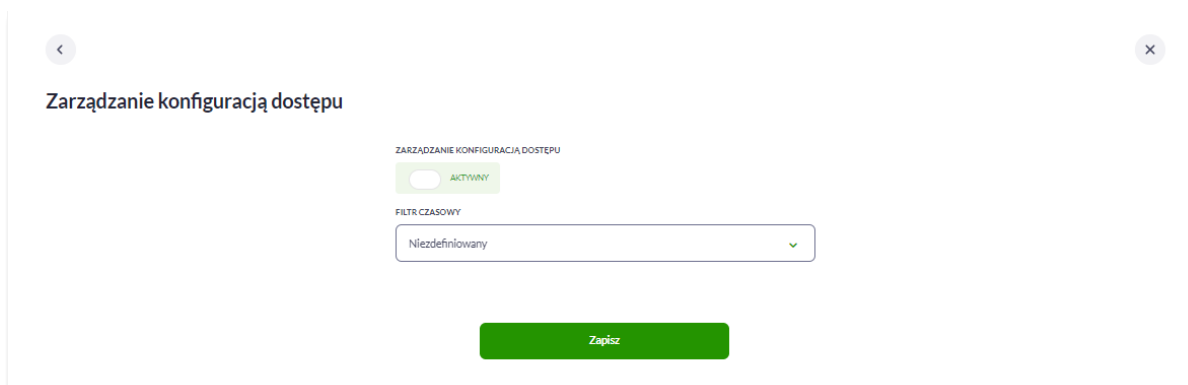 Zarządzanie konfiguracją dostępu
ZARZĄDZANIE KONFIGURACJĄ DOSTĘPU
AKTYWNY
FILTR CZASOWY
Niezdefiniowany
Zapisz